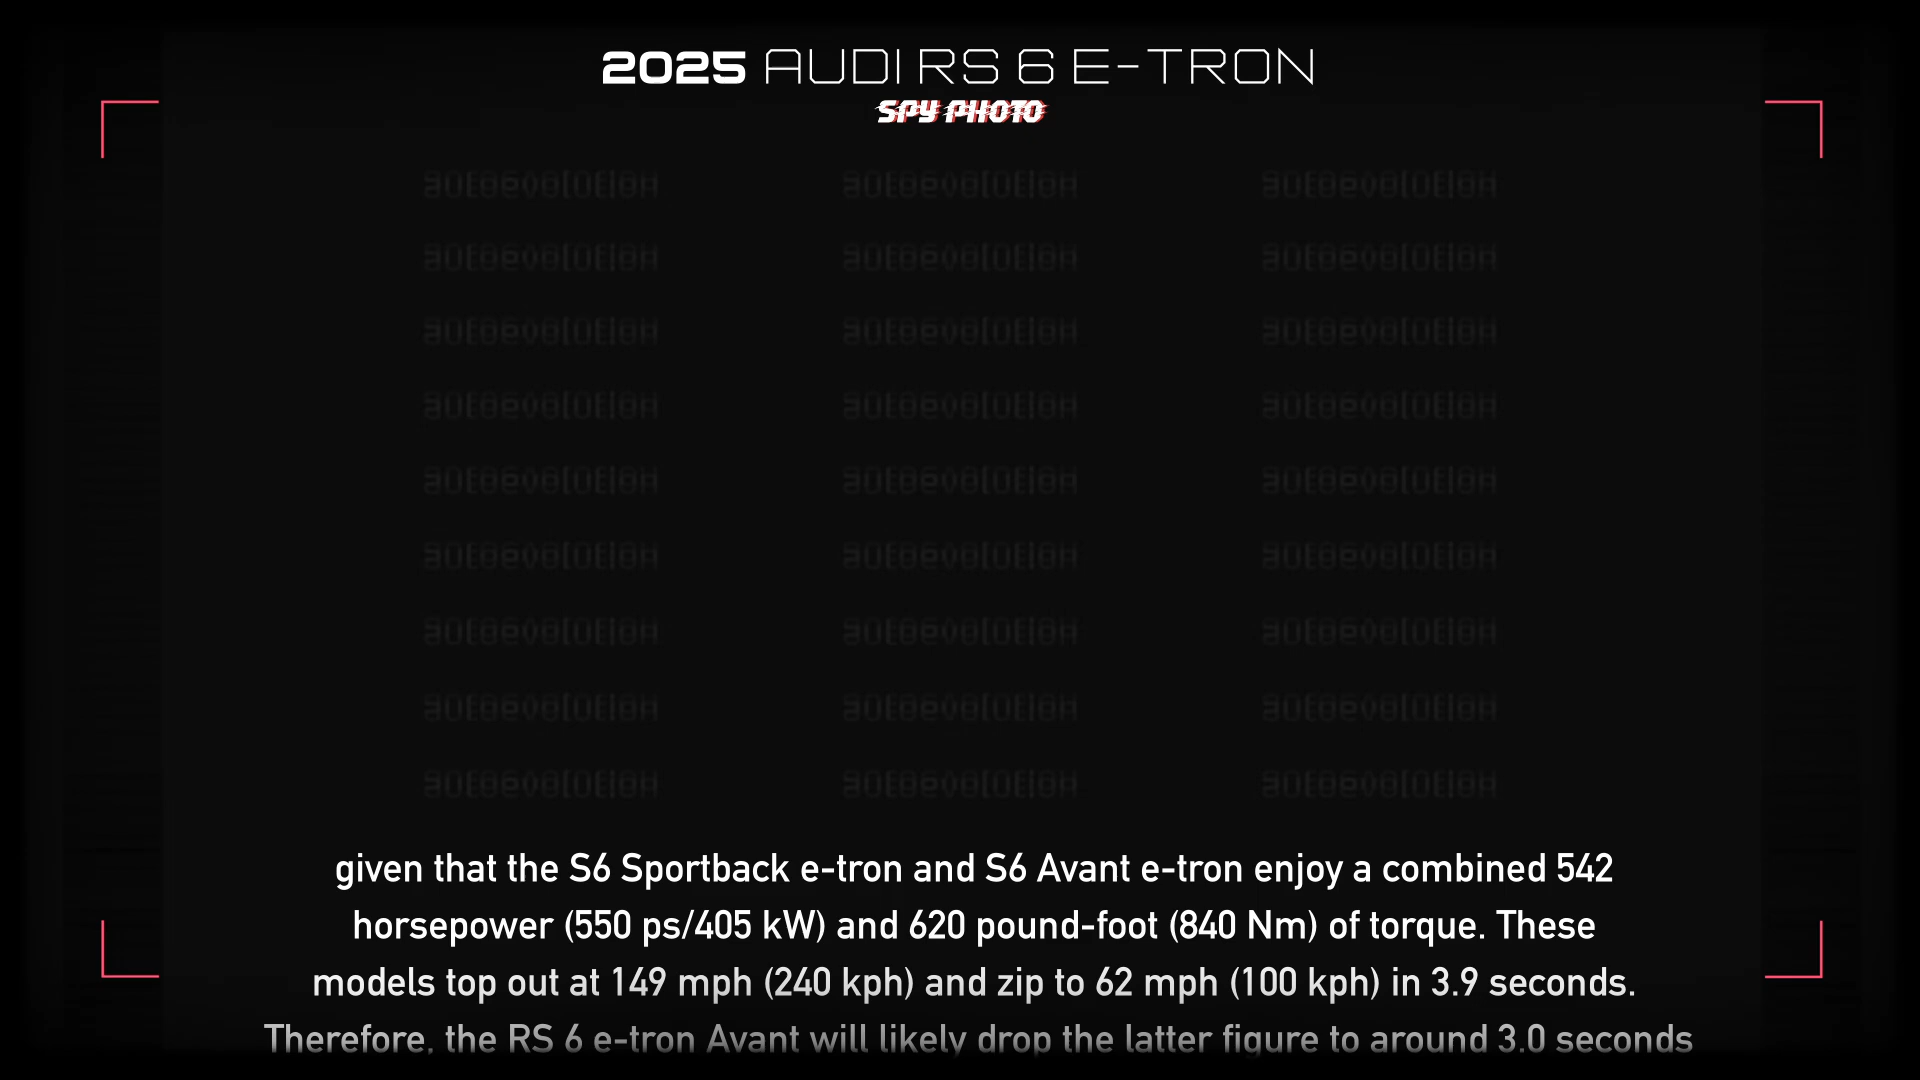 2025 AUDI RS 6 E-TRON
SPY PHOTO
given that the S6 Sportback e-tron and S6 Avant e-tron enjoy a combined 542
horsepower (550 ps/405 kW) and 620 pound-foot (840 Nm) of torque. These
models top out at 149 mph (240 kph) and zip to 62 mph (100 kph) in 3.9 seconds.
Therefore, the RS 6 e-tron Avant will likely drop the latter figure to around 3.0 seconds